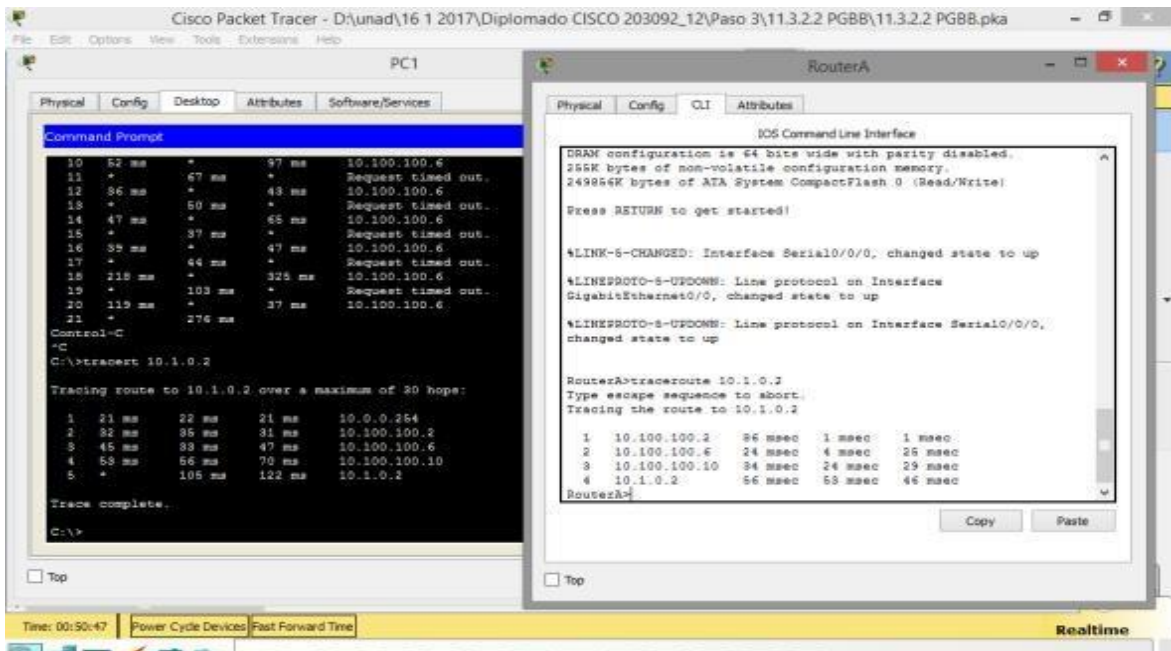 Cisco Packet Tracer - D:\unad\16 1 2017\Diplomado CISCO 203092_12\Paso 3\11.3.2.2 PGBB\11.3.2.2 PGBB.pka
File Edit Options View Tools Extensions Help
PC1
Physical Config Desktop Attributes Software/Services
Command Prompt
10 52 ms * 97 ms 10.100.100.6
11 * 67 ms * Request timed out.
12 36 ms * 43 ms 10.100.100.6
13 * 50 ms * Request timed out.
14 47 ms * 65 ms 10.100.100.6
15 * 37 ms * Request timed out.
16 39 ms * 47 ms 10.100.100.6
17 * 44 ms * Request timed out.
18 218 ms * 325 ms 10.100.100.6
19 * 103 ms * Request timed out.
20 119 ms * 37 ms 10.100.100.6
21 * 276 ms
Control-C
^C
C:\>tracert 10.1.0.2
Tracing route to 10.1.0.2 over a maximum of 30 hops:
1 21 ms 22 ms 21 ms 10.0.0.254
2 32 ms 35 ms 31 ms 10.100.100.2
3 45 ms 33 ms 47 ms 10.100.100.6
4 53 ms 56 ms 70 ms 10.100.100.10
5 * 105 ms 122 ms 10.1.0.2
Trace complete.
C:\>
Top
RouterA
Physical Config CLI Attributes
IOS Command Line Interface
DRAM configuration is 64 bits wide with parity disabled.
255K bytes of non-volatile configuration memory.
249856K bytes of ATA System CompactFlash 0 (Read/Write)
Press RETURN to get started!
%LINK-5-CHANGED: Interface Serial0/0/0, changed state to up
%LINEPROTO-5-UPDOWN: Line protocol on Interface
GigabitEthernet0/0, changed state to up
%LINEPROTO-5-UPDOWN: Line protocol on Interface Serial0/0/0,
changed state to up
RouterA>traceroute 10.1.0.2
Type escape sequence to abort.
Tracing the route to 10.1.0.2
1 10.100.100.2 36 msec 1 msec 1 msec
2 10.100.100.6 24 msec 4 msec 25 msec
3 10.100.100.10 34 msec 24 msec 29 msec
4 10.1.0.2 56 msec 53 msec 46 msec
RouterA>
Copy Paste
Top
Time: 00:50:47 Power Cycle Devices Fast Forward Time
Realtime